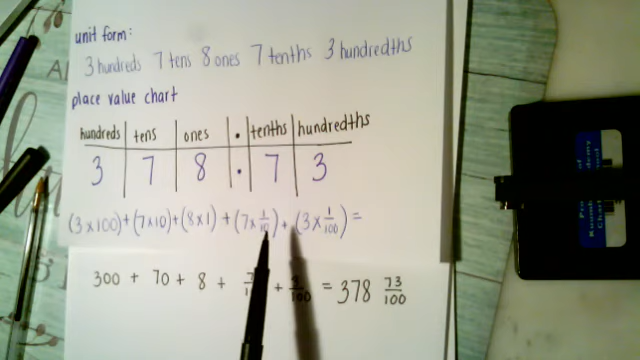 unit form:
3 hundreds 7 tens 8 ones 7 tenths 3 hundredths
place value chart
hundreds tens ones . tenths hundredths
3 7 8 . 7 3
(3 x 100) + (7 x 10) + (8 x 1) + (7 x 1/10) + (3 x 1/100) =
300 + 70 + 8 + + = 378 73/100